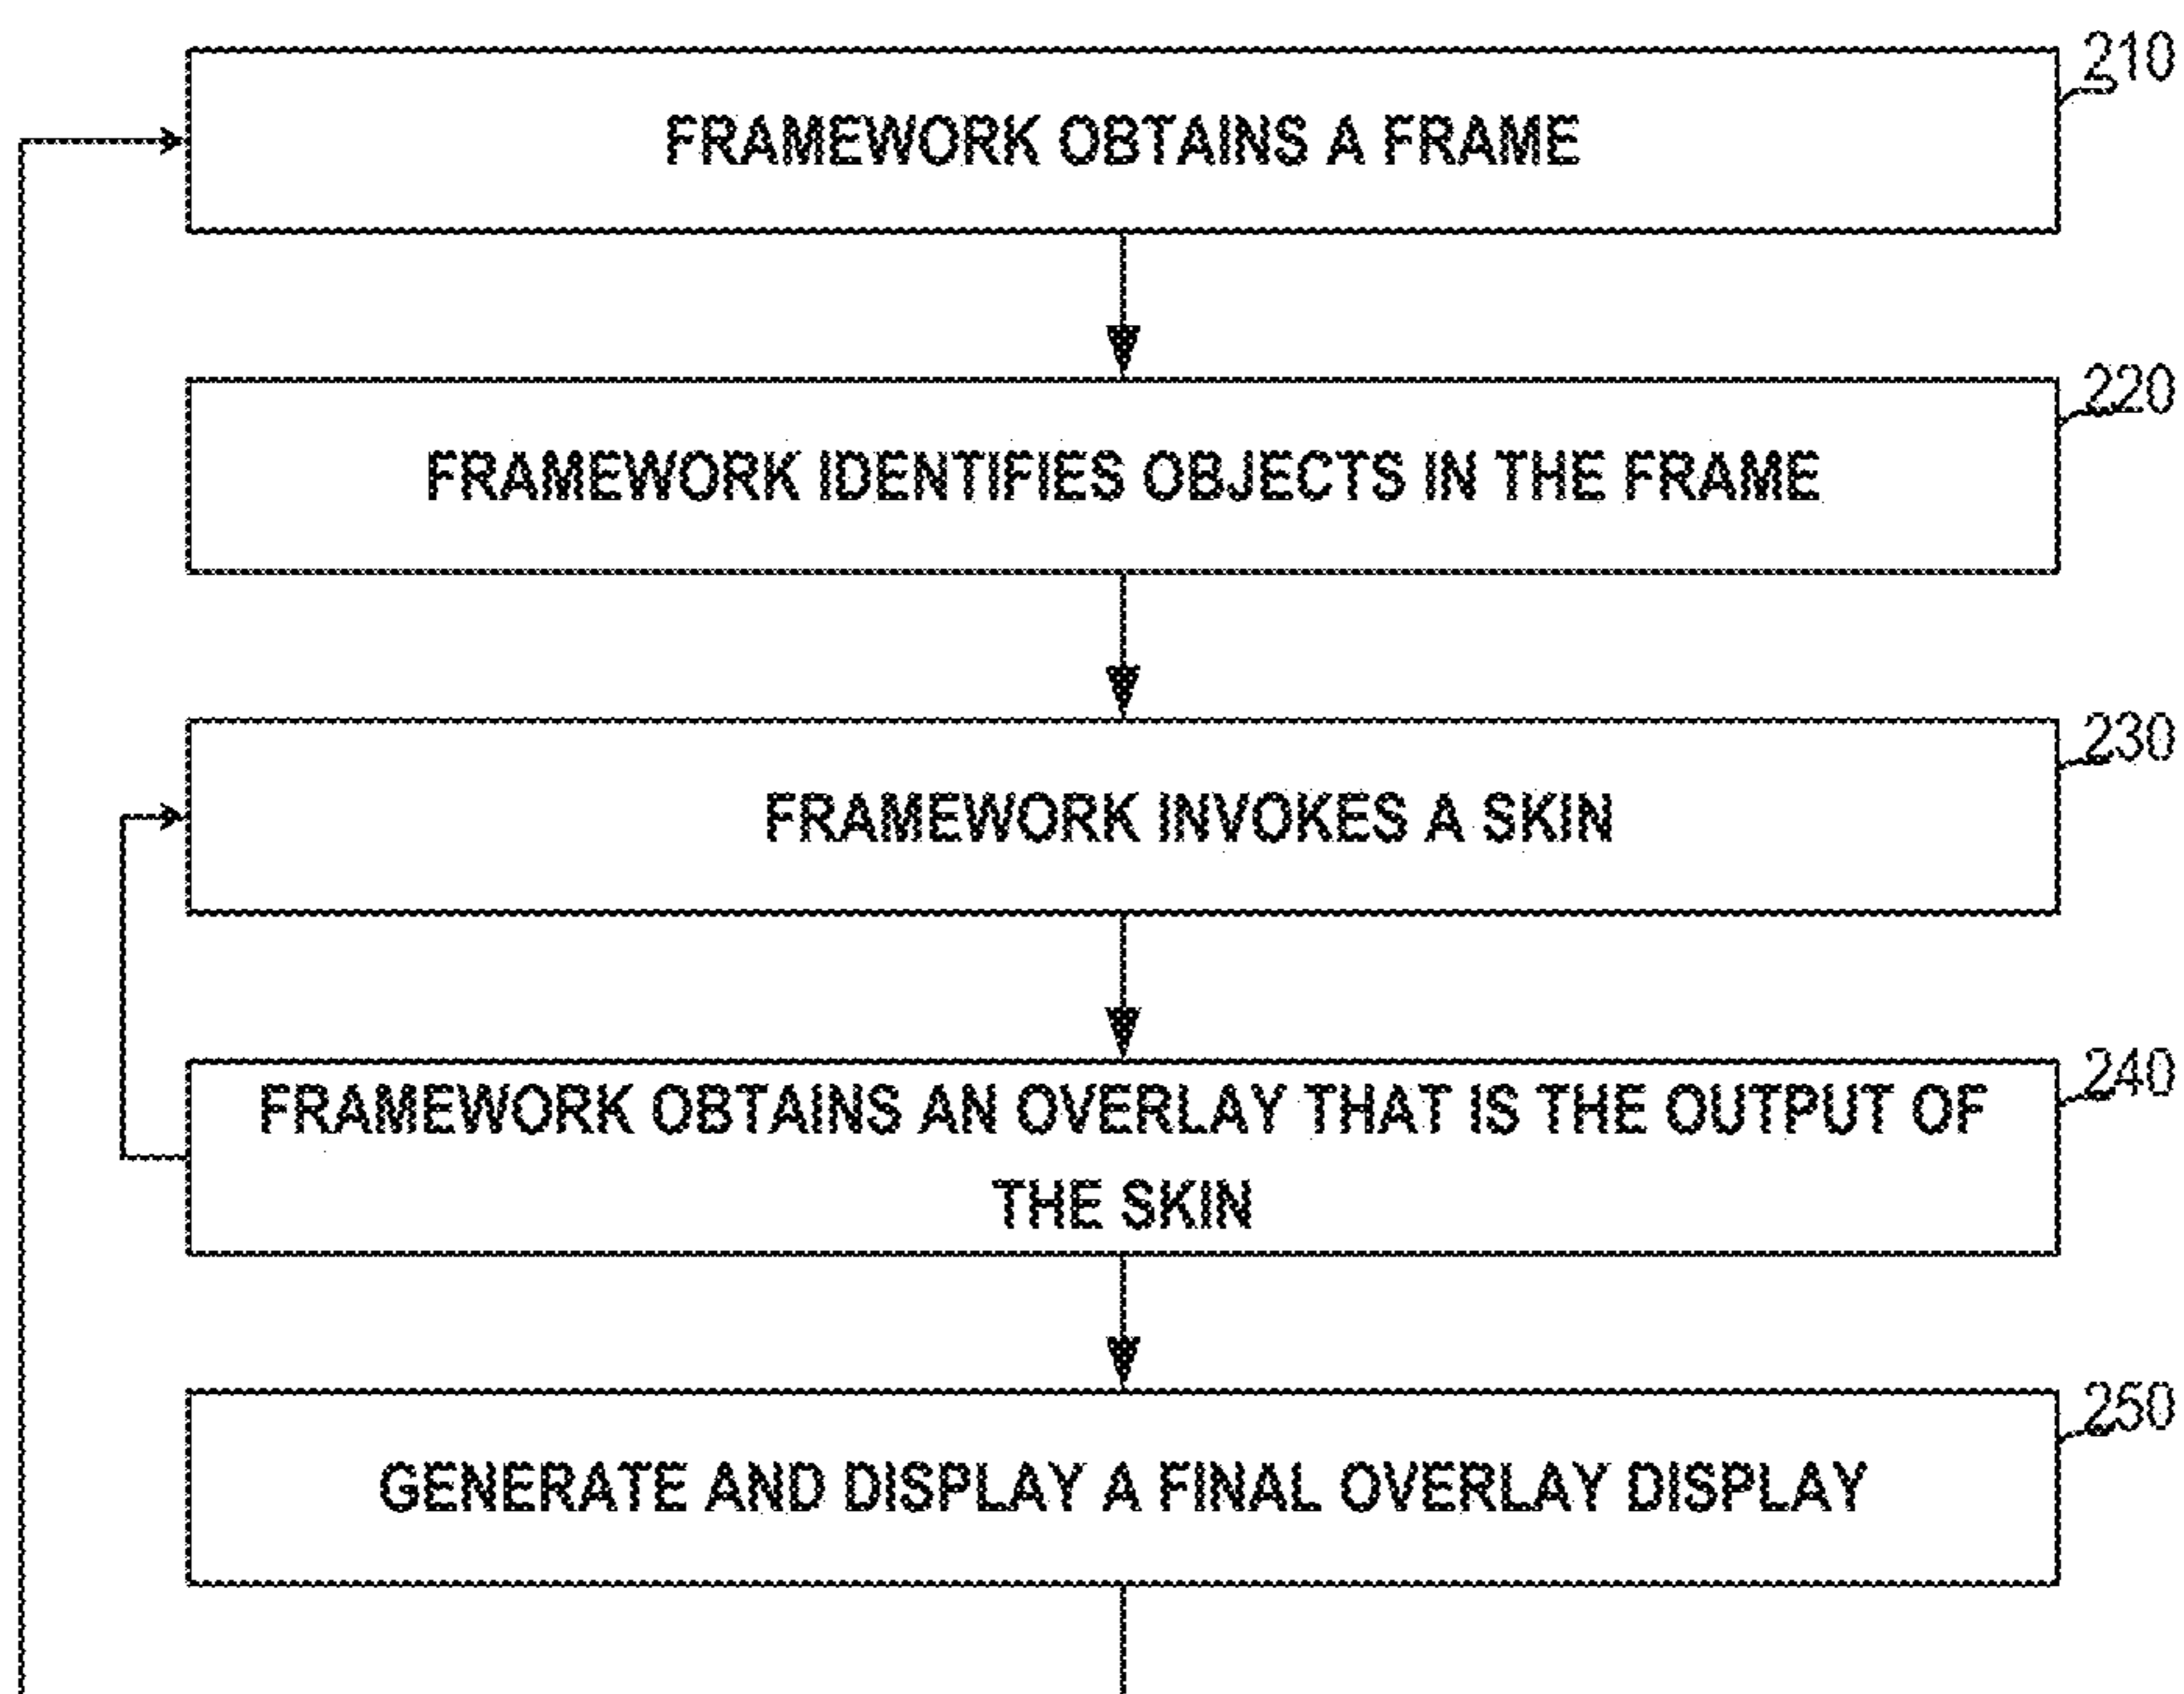 210
FRAMEWORK OBTAINS A FRAME
220
FRAMEWORK IDENTIFIES OBJECTS IN THE FRAME
230
FRAMEWORK INVOKES A SKIN
240
FRAMEWORK OBTAINS AN OVERLAY THAT IS THE OUTPUT OF
THE SKIN
250
GENERATE AND DISPLAY A FINAL OVERLAY DISPLAY